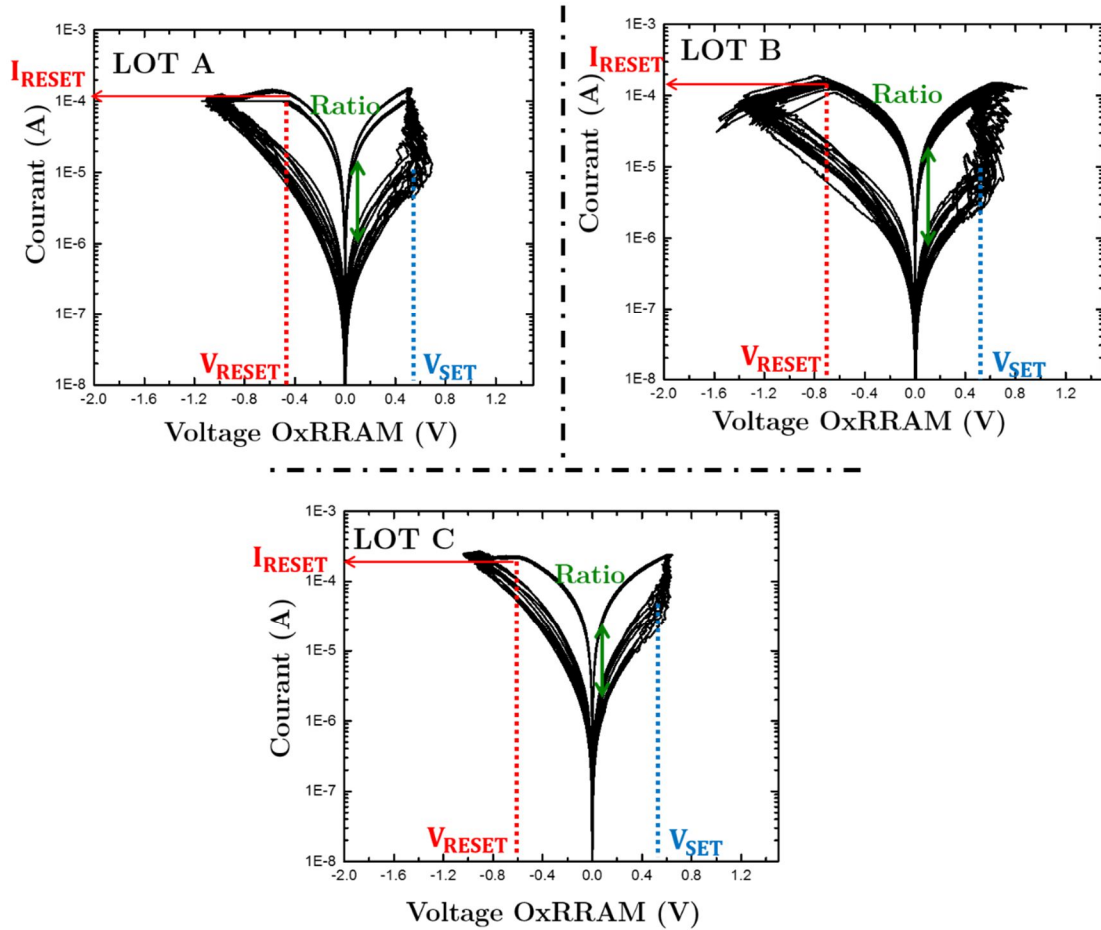 LOT A
I_RESET
Ratio
V_RESET
V_SET
1E-3
1E-4
1E-5
1E-6
1E-7
1E-8
-2.0 -1.6 -1.2 -0.8 -0.4 0.0 0.4 0.8 1.2
Courant (A)
Voltage OxRRAM (V)
LOT B
I_RESET
Ratio
V_RESET
V_SET
1E-3
1E-4
1E-5
1E-6
1E-7
1E-8
-2.0 -1.6 -1.2 -0.8 -0.4 0.0 0.4 0.8 1.2
Courant (A)
Voltage OxRRAM (V)
LOT C
I_RESET
Ratio
V_RESET
V_SET
1E-3
1E-4
1E-5
1E-6
1E-7
1E-8
-2.0 -1.6 -1.2 -0.8 -0.4 0.0 0.4 0.8 1.2
Courant (A)
Voltage OxRRAM (V)